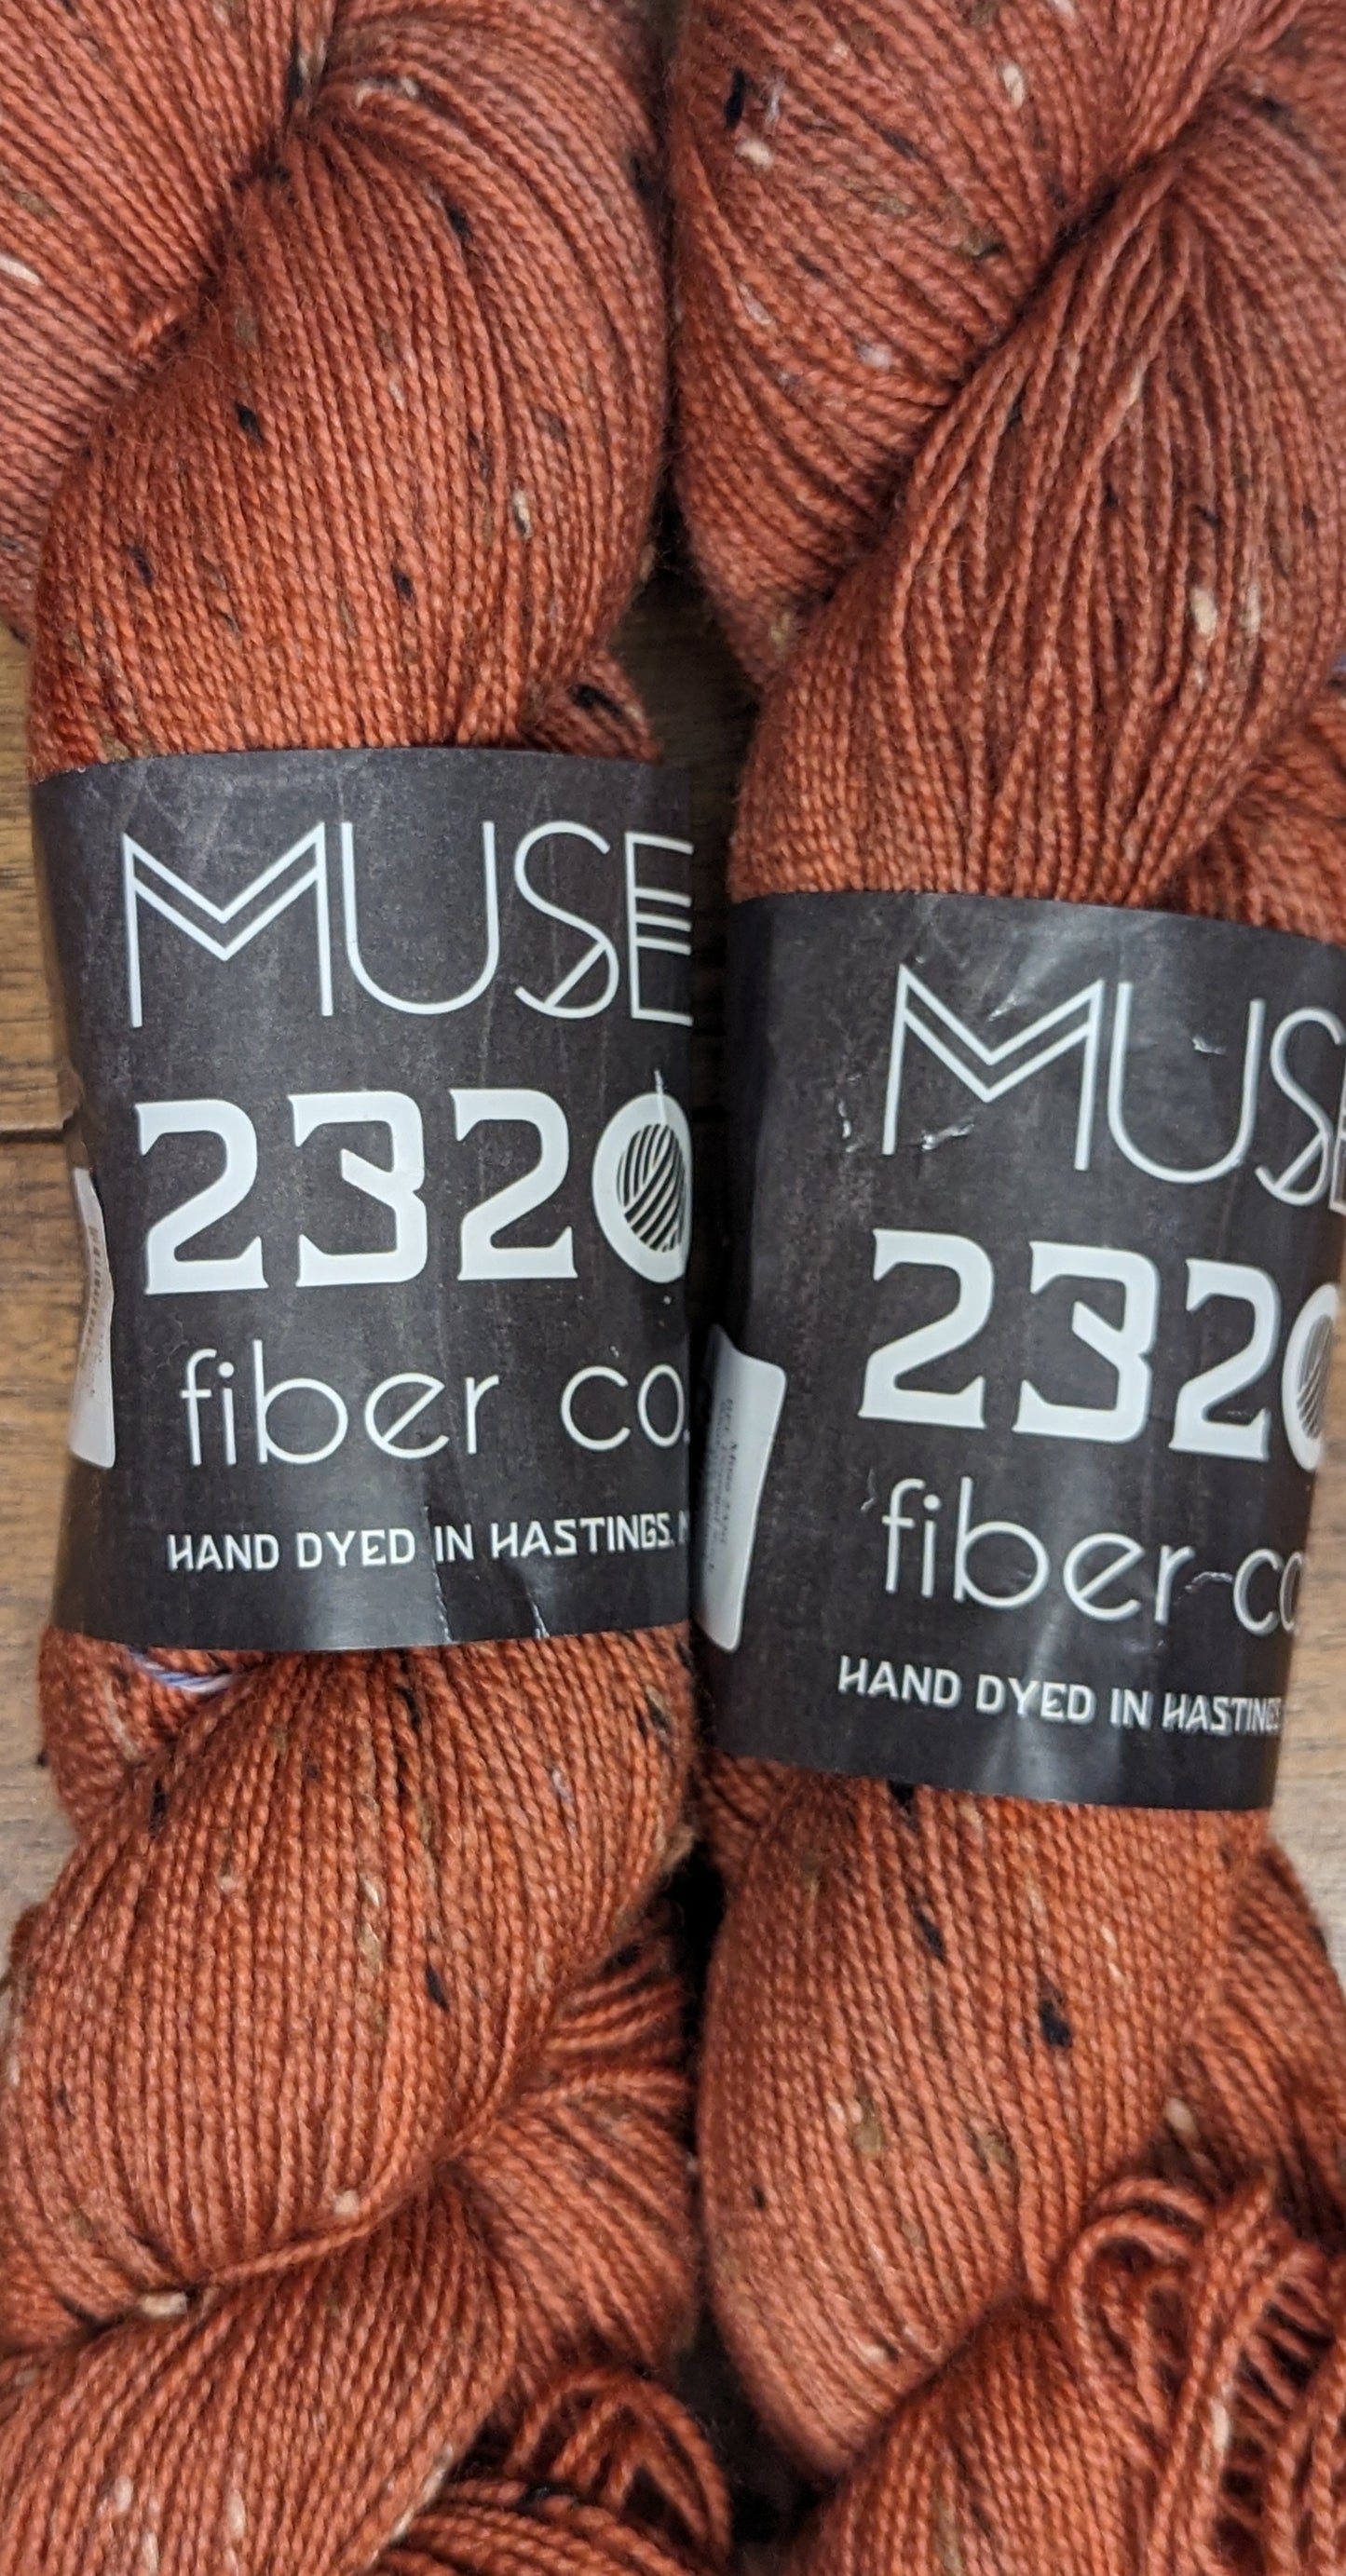 MUSE
2320
fiber co.
HAND DYED IN HASTINGS,
MUSE
2320
fiber co
HAND DYED IN HASTINGS